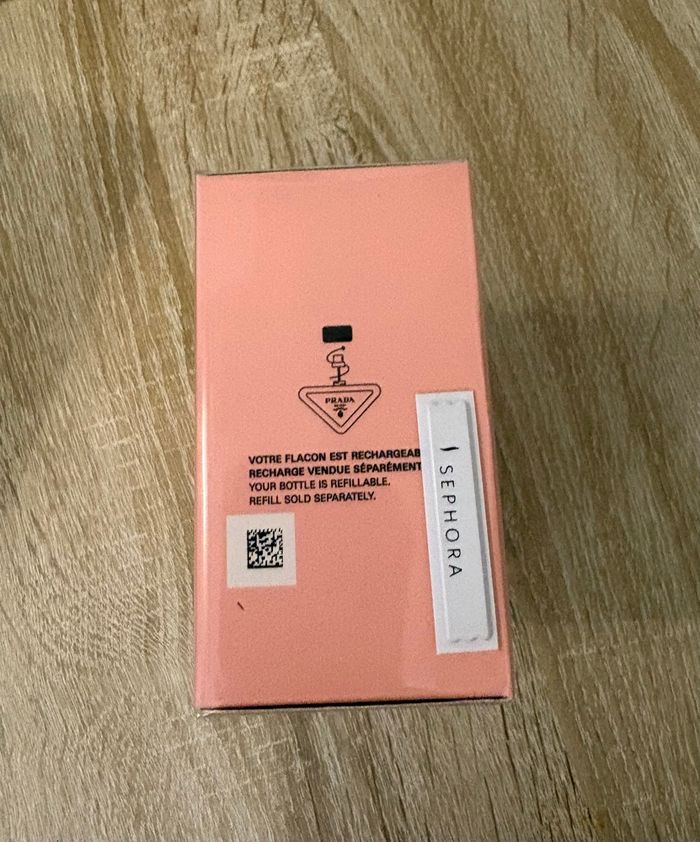 PRADA
VOTRE FLACON EST RECHARGEAB
RECHARGE VENDUE SÉPARÉMENT
YOUR BOTTLE IS REFILLABLE.
REFILL SOLD SEPARATELY.
SEPHORA